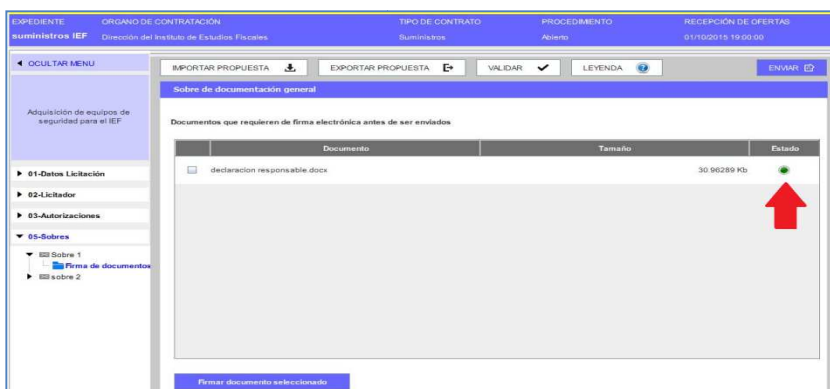 EXPEDIENTE ORGANO DE CONTRATACIÓN TIPO DE CONTRATO PROCEDIMIENTO RECEPCIÓN DE OFERTAS
suministros IEF Dirección del Instituto de Estudios Fiscales Suministros Abierto 01/10/2015 19:00:00
OCULTAR MENU
IMPORTAR PROPUESTA EXPORTAR PROPUESTA VALIDAR LEYENDA ENVIAR
Sobre de documentación general
Adquisición de equipos de
seguridad para el IEF
Documentos que requieren de firma electrónica antes de ser enviados
Documento Tamaño Estado
declaracion responsable.docx 30.96289 Kb
01-Datos Licitación
02-Licitador
03-Autorizaciones
05-Sobres
Sobre 1
Firma de documentos
sobre 2
Firmar documento seleccionado